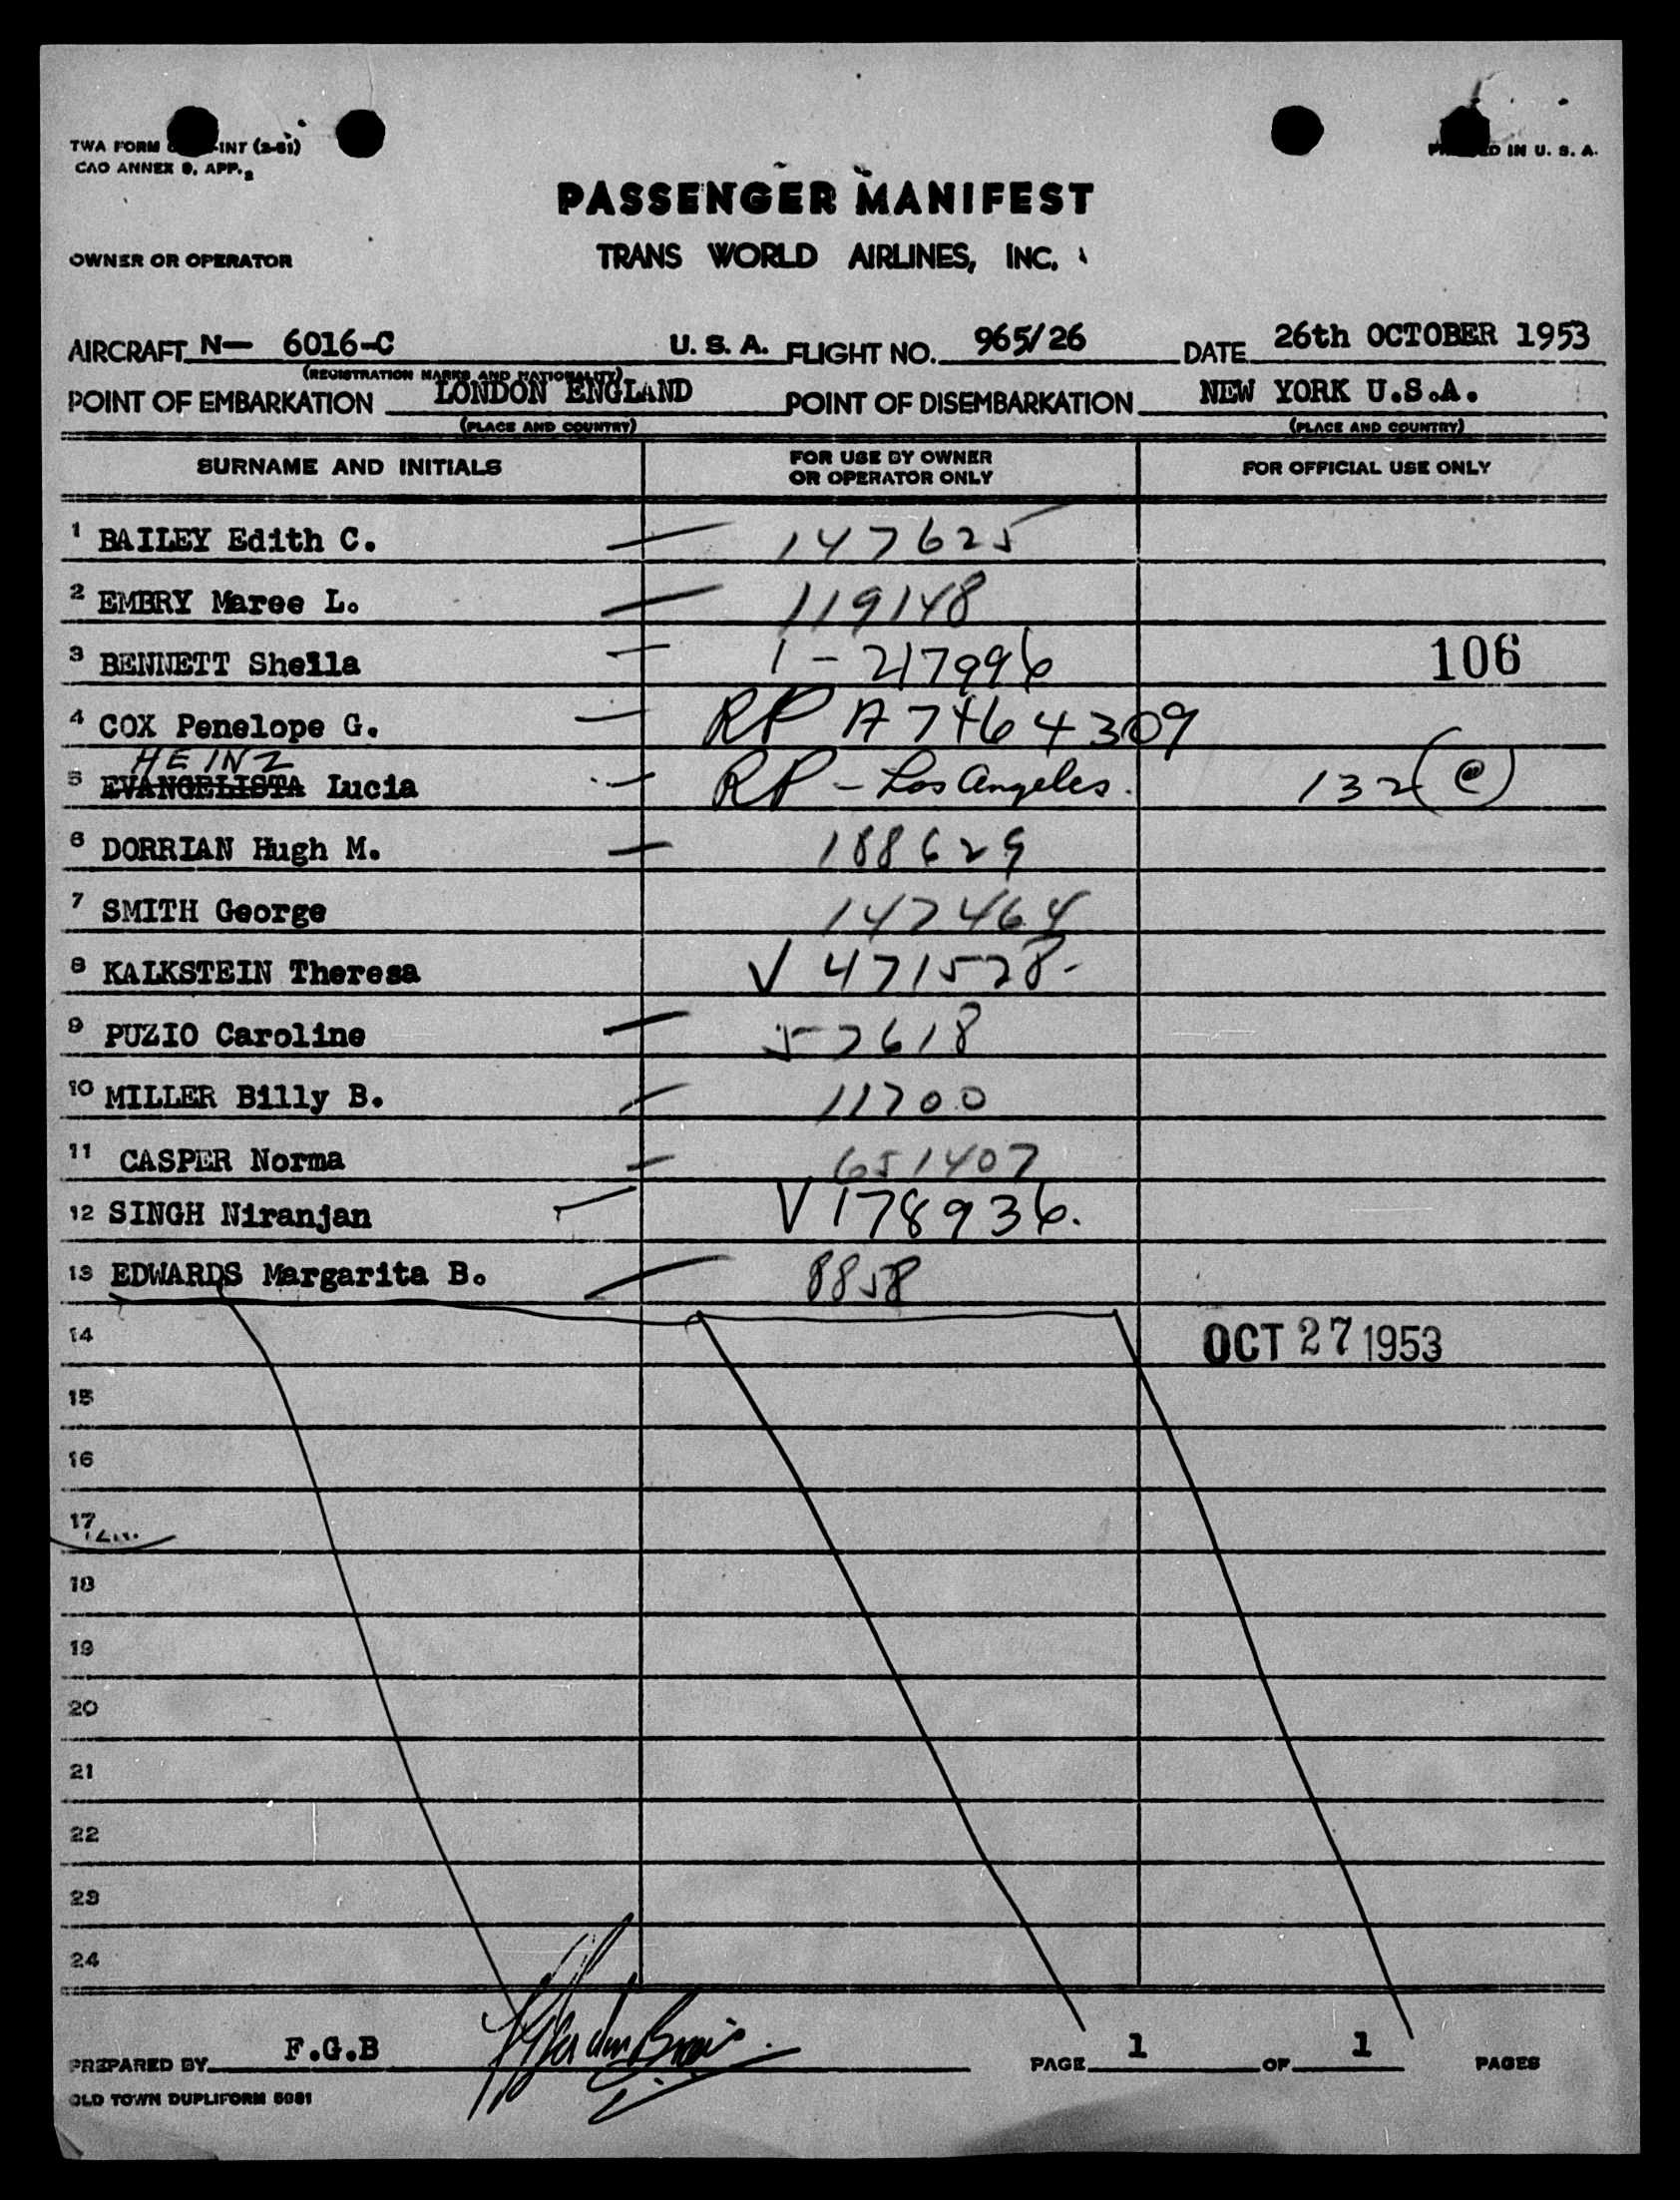 TWA FORM -INT (2-51)
CAO ANNEX 9, APP. 2
D IN U. S. A.
PASSENGER MANIFEST
OWNER OR OPERATOR TRANS WORLD AIRLINES, INC.
AIRCRAFT N— 6016-C U. S. A. FLIGHT NO. 965/26 DATE 26th OCTOBER 1953
(REGISTRATION MARKS AND NATIONALITY)
POINT OF EMBARKATION LONDON ENGLAND POINT OF DISEMBARKATION NEW YORK U.S.A.
(PLACE AND COUNTRY) (PLACE AND COUNTRY)
SURNAME AND INITIALS FOR USE BY OWNER OR OPERATOR ONLY FOR OFFICIAL USE ONLY
1 BAILEY Edith C. — 147625
2 EMBRY Maree L. — 119148
3 BENNETT Sheila — 1-217996 106
4 COX Penelope G. — RP A7464309
HEINZ
5 EVANGELISTA Lucia — RP - Los Angeles. 132 (@)
6 DORRIAN Hugh M. — 188629
7 SMITH George 147464
8 KALKSTEIN Theresa V 471528-
9 PUZIO Caroline — 57618
10 MILLER Billy B. — 11700
11 CASPER Norma — 651407
12 SINGH Niranjan — V178936.
13 EDWARDS Margarita B. — 8858
14 OCT 27 1953
15
16
17
18
19
20
21
22
23
24
PREPARED BY F.G.B PAGE 1 OF 1 PAGES
OLD TOWN DUPLIFORM 5081